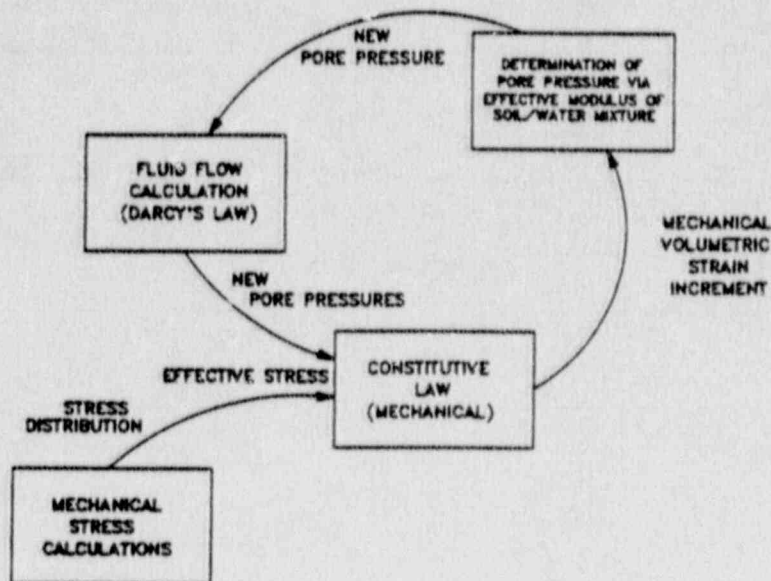 NEW
PORE PRESSURE
DETERMINATION OF
PORE PRESSURE VIA
EFFECTIVE MODULUS OF
SOIL/WATER MIXTURE
FLUID FLOW
CALCULATION
(DARCY'S LAW)
MECHANICAL
VOLUMETRIC
STRAIN
INCREMENT
NEW
PORE PRESSURES
EFFECTIVE STRESS
CONSTITUTIVE
LAW
(MECHANICAL)
STRESS
DISTRIBUTION
MECHANICAL
STRESS
CALCULATIONS